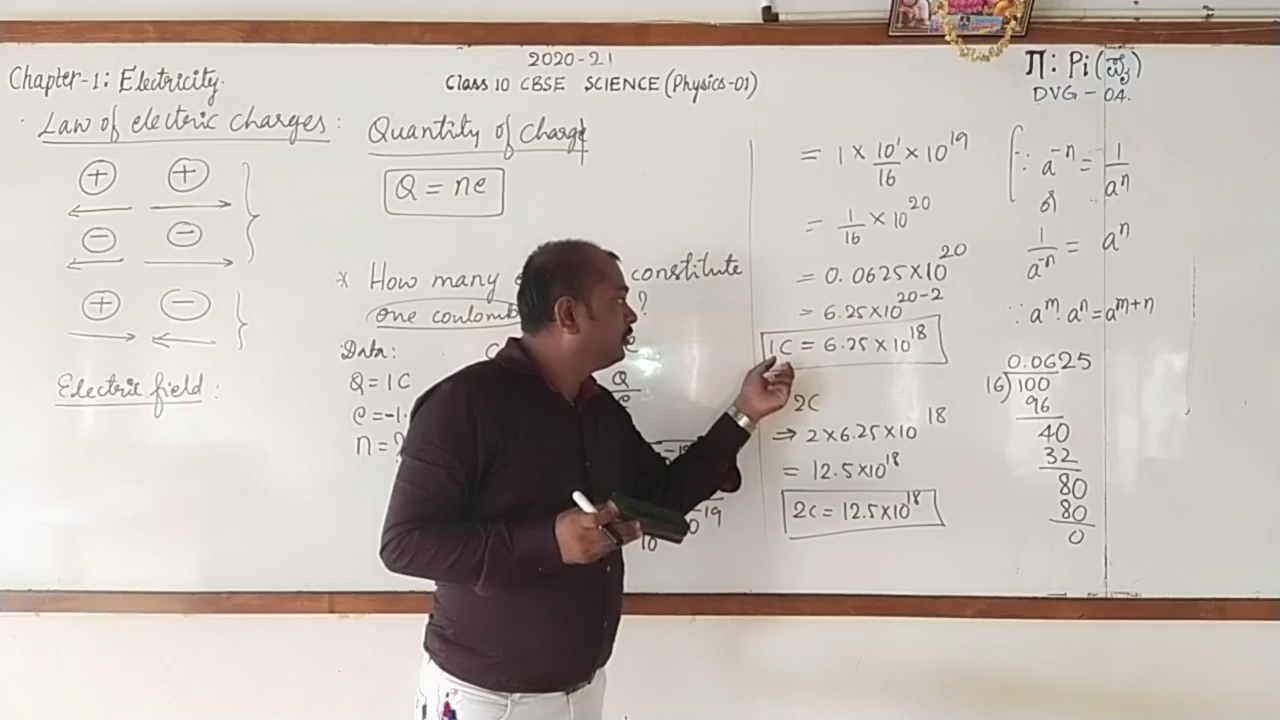 2020-21
Class 10 CBSE SCIENCE (Physics-01)
Π: Pi (ಪೈ)
DVG - 04.
Chapter-1: Electricity.
Law of electric charges:
+ +
- -
+ -
Electric field:
Quantity of Charge
Q = ne
* How many constitute
one coulomb ?
Data:
Q = 1C
e = -1.
n = ?
Q
e
-19
10
= 1 × 10¹/16 × 10¹⁹
= 1/16 × 10²⁰
= 0.0625 × 10²⁰
= 6.25 × 10²⁰⁻²
1C = 6.25 × 10¹⁸
2C
⇒ 2 × 6.25 × 10¹⁸
= 12.5 × 10¹⁸
2C = 12.5 × 10¹⁸
[∵ a⁻ⁿ = 1/aⁿ
1/a⁻ⁿ = aⁿ
∴ aᵐ. aⁿ = aᵐ⁺ⁿ
0.0625
16) 100
96
40
32
80
80
0